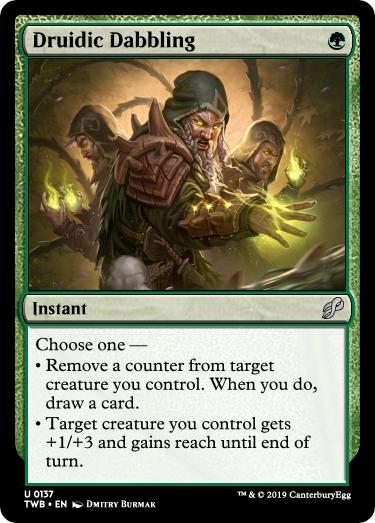 Druidic Dabbling
Instant
Choose one —
• Remove a counter from target
creature you control. When you do,
draw a card.
• Target creature you control gets
+1/+3 and gains reach until end of
turn.
U 0137
TWB • EN Dmitry Burmak
™ & © 2019 CanterburyEgg